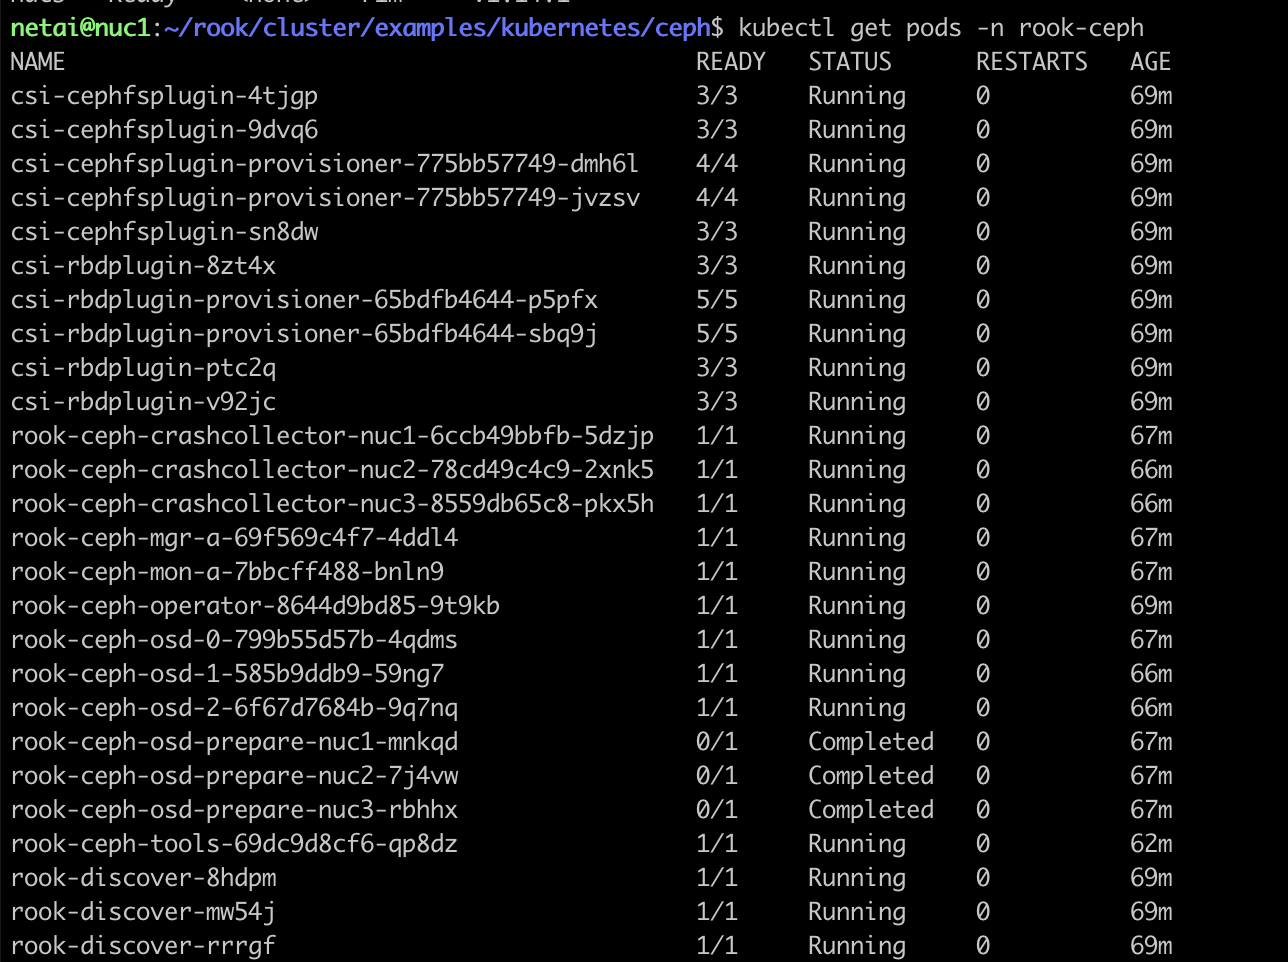 netai@nuc1:~/rook/cluster/examples/kubernetes/ceph$ kubectl get pods -n rook-ceph
NAME READY STATUS RESTARTS AGE
csi-cephfsplugin-4tjgp 3/3 Running 0 69m
csi-cephfsplugin-9dvq6 3/3 Running 0 69m
csi-cephfsplugin-provisioner-775bb57749-dmh6l 4/4 Running 0 69m
csi-cephfsplugin-provisioner-775bb57749-jvzsv 4/4 Running 0 69m
csi-cephfsplugin-sn8dw 3/3 Running 0 69m
csi-rbdplugin-8zt4x 3/3 Running 0 69m
csi-rbdplugin-provisioner-65bdfb4644-p5pfx 5/5 Running 0 69m
csi-rbdplugin-provisioner-65bdfb4644-sbq9j 5/5 Running 0 69m
csi-rbdplugin-ptc2q 3/3 Running 0 69m
csi-rbdplugin-v92jc 3/3 Running 0 69m
rook-ceph-crashcollector-nuc1-6ccb49bbfb-5dzjp 1/1 Running 0 67m
rook-ceph-crashcollector-nuc2-78cd49c4c9-2xnk5 1/1 Running 0 66m
rook-ceph-crashcollector-nuc3-8559db65c8-pkx5h 1/1 Running 0 66m
rook-ceph-mgr-a-69f569c4f7-4ddl4 1/1 Running 0 67m
rook-ceph-mon-a-7bbcff488-bnln9 1/1 Running 0 67m
rook-ceph-operator-8644d9bd85-9t9kb 1/1 Running 0 69m
rook-ceph-osd-0-799b55d57b-4qdms 1/1 Running 0 67m
rook-ceph-osd-1-585b9ddb9-59ng7 1/1 Running 0 66m
rook-ceph-osd-2-6f67d7684b-9q7nq 1/1 Running 0 66m
rook-ceph-osd-prepare-nuc1-mnkqd 0/1 Completed 0 67m
rook-ceph-osd-prepare-nuc2-7j4vw 0/1 Completed 0 67m
rook-ceph-osd-prepare-nuc3-rbhhx 0/1 Completed 0 67m
rook-ceph-tools-69dc9d8cf6-qp8dz 1/1 Running 0 62m
rook-discover-8hdpm 1/1 Running 0 69m
rook-discover-mw54j 1/1 Running 0 69m
rook-discover-rrrgf 1/1 Running 0 69m